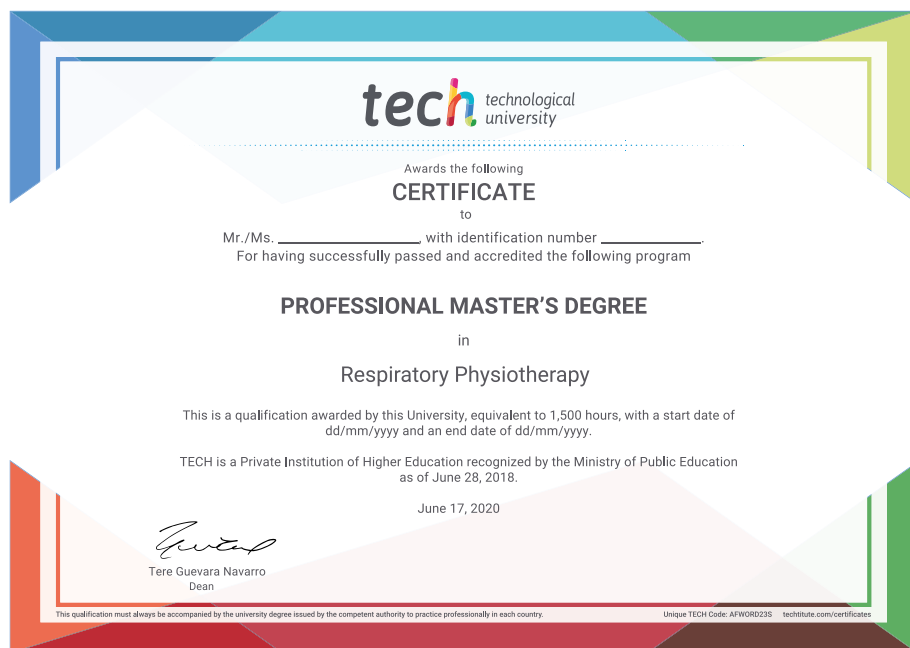 tech technological
university
Awards the following
CERTIFICATE
to
Mr./Ms. ____________________, with identification number ______________.
For having successfully passed and accredited the following program
PROFESSIONAL MASTER'S DEGREE
in
Respiratory Physiotherapy
This is a qualification awarded by this University, equivalent to 1,500 hours, with a start date of
dd/mm/yyyy and an end date of dd/mm/yyyy.
TECH is a Private Institution of Higher Education recognized by the Ministry of Public Education
as of June 28, 2018.
June 17, 2020
Tere Guevara Navarro
Dean
This qualification must always be accompanied by the university degree issued by the competent authority to practice professionally in each country. Unique TECH Code: AFWORD23S techtitute.com/certificates